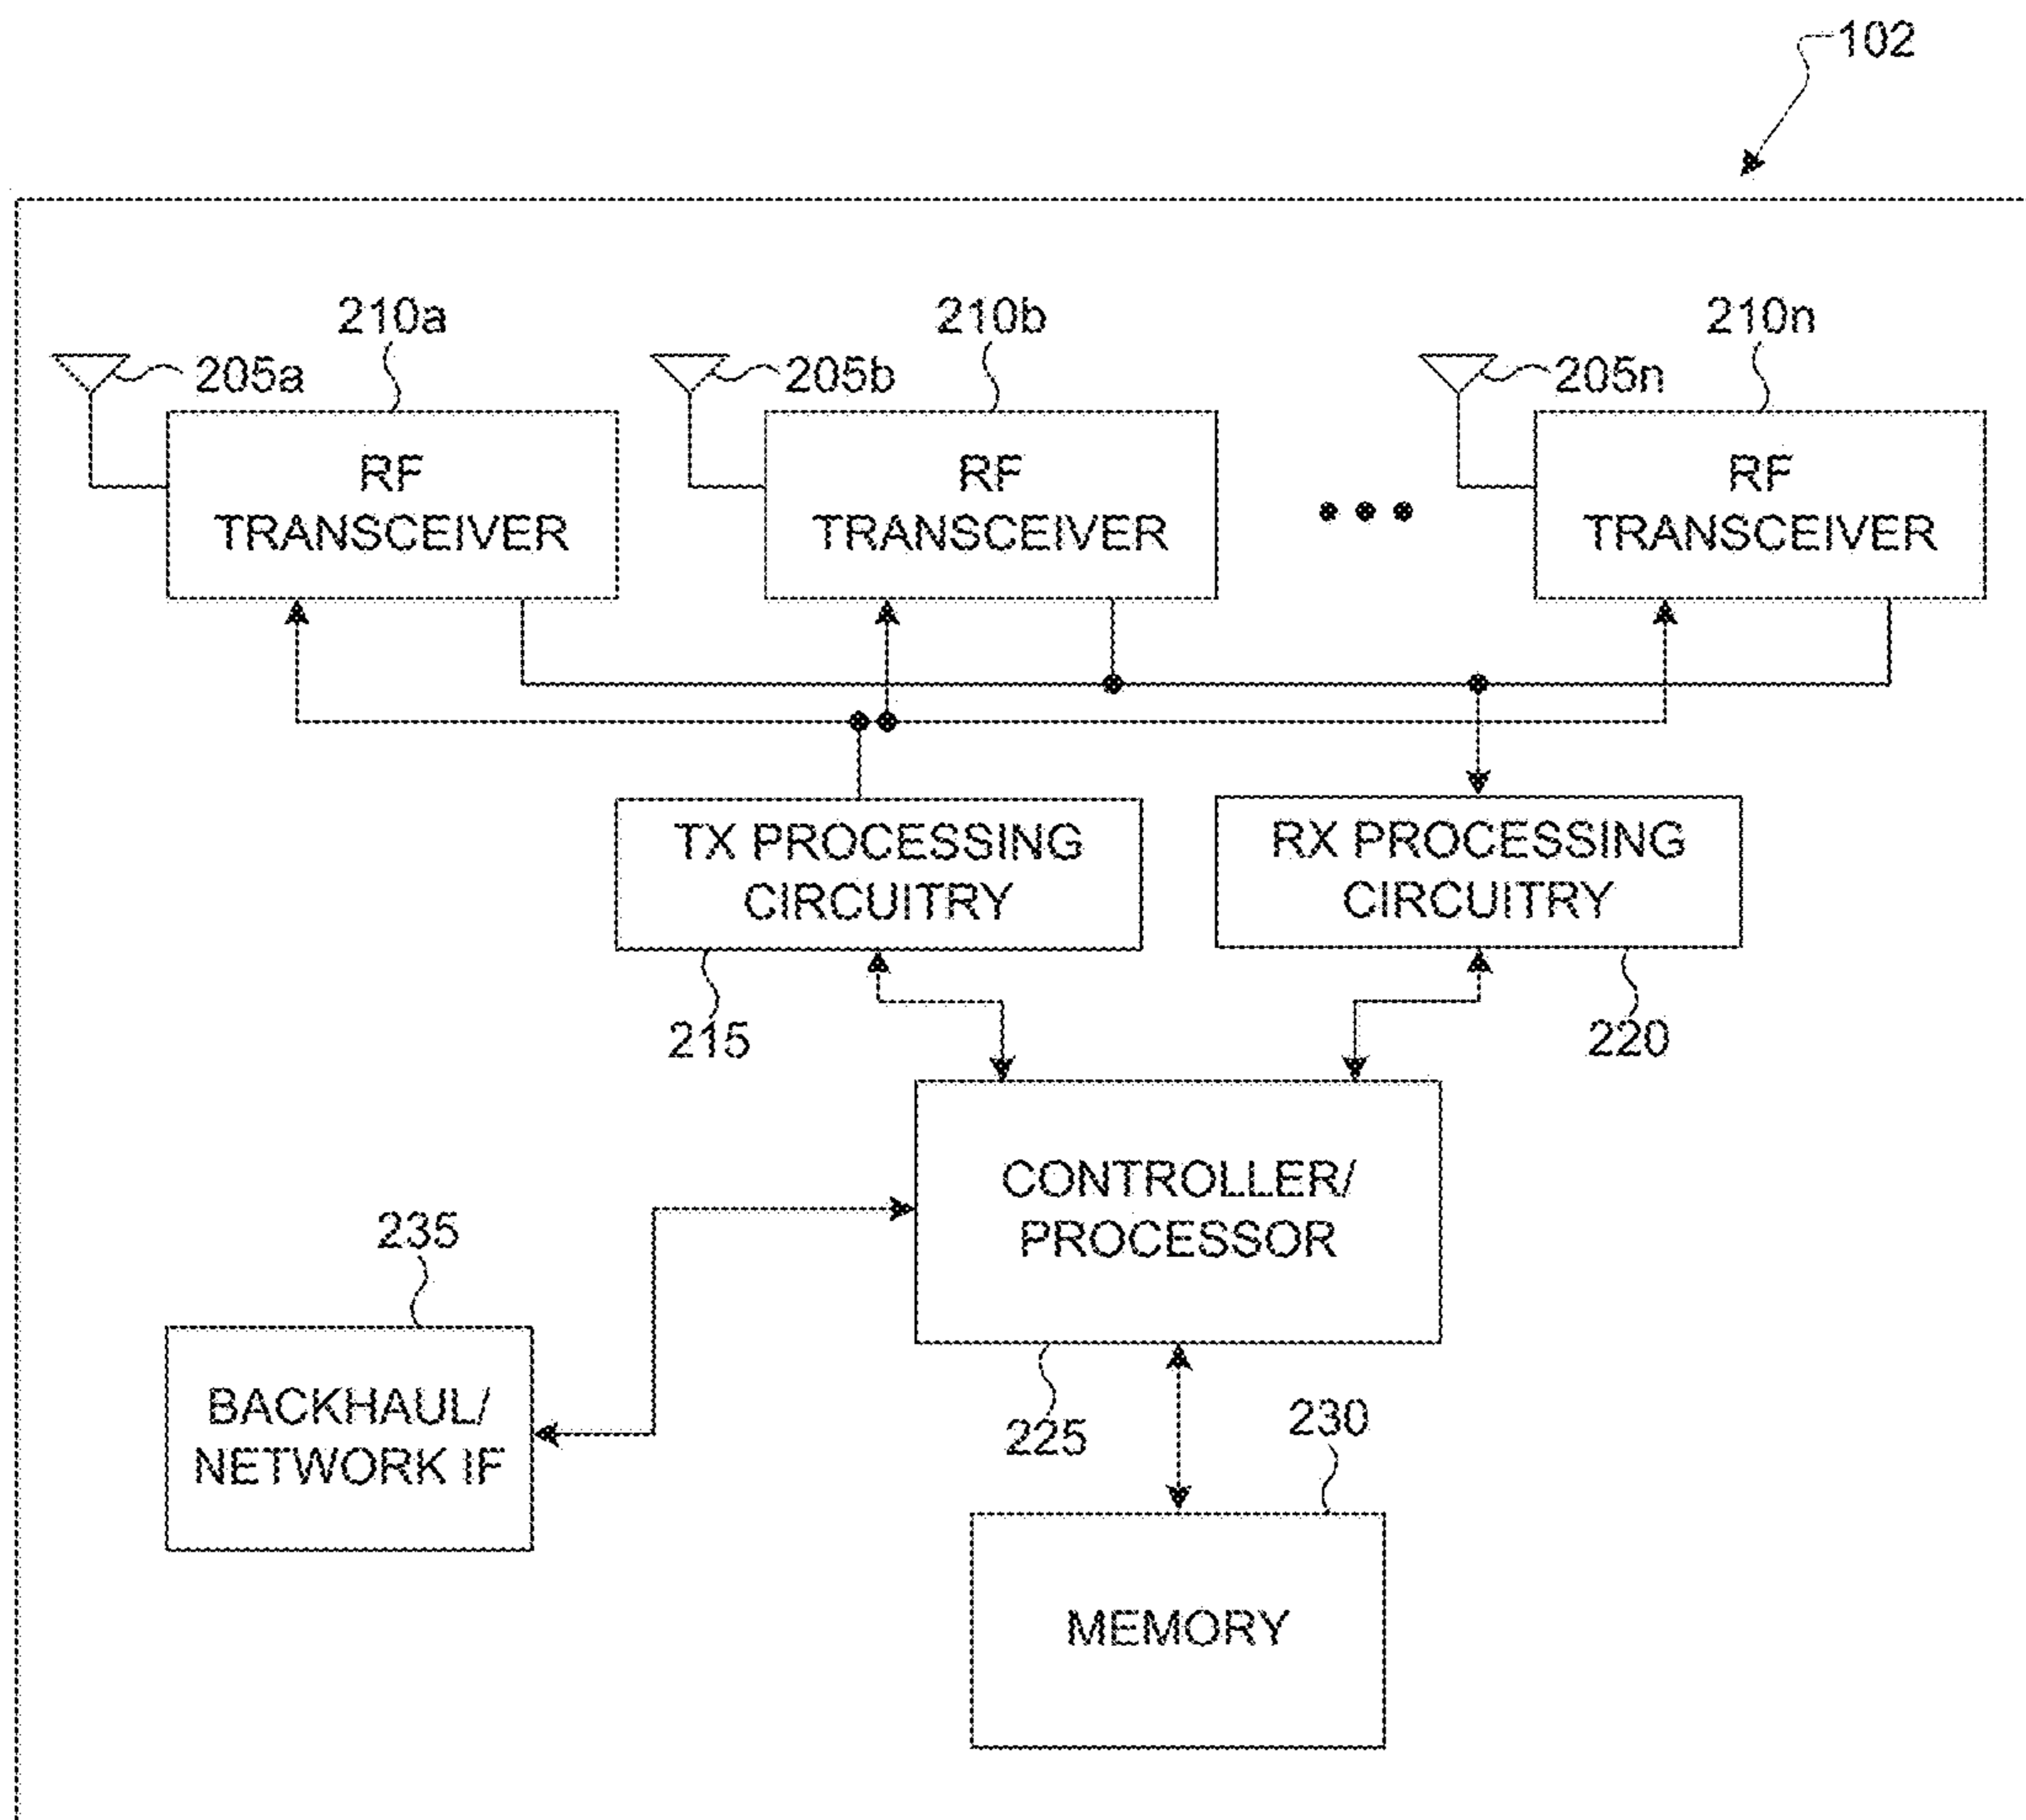 102
210a
210b
210n
205a
205b
205n
RF
TRANSCEIVER
RF
TRANSCEIVER
RF
TRANSCEIVER
TX PROCESSING
CIRCUITRY
RX PROCESSING
CIRCUITRY
215
220
CONTROLLER/
PROCESSOR
235
BACKHAUL/
NETWORK IF
225
230
MEMORY